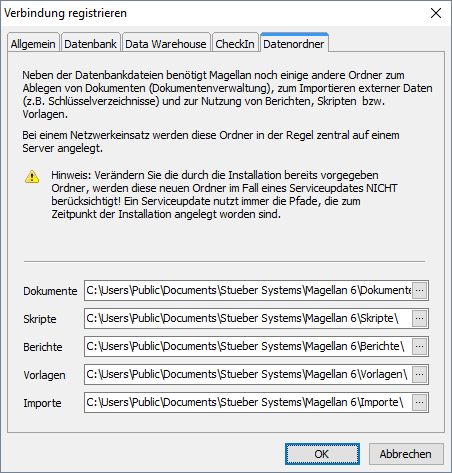 Verbindung registrieren
Allgemein Datenbank Data Warehouse CheckIn Datenordner
Neben der Datenbankdateien benötigt Magellan noch einige andere Ordner zum
Ablegen von Dokumenten (Dokumentenverwaltung), zum Importieren externer Daten
(z.B. Schlüsselverzeichnisse) und zur Nutzung von Berichten, Skripten bzw.
Vorlagen.
Bei einem Netzwerkeinsatz werden diese Ordner in der Regel zentral auf einem
Server angelegt.
Hinweis: Verändern Sie die durch die Installation bereits vorgegeben
Ordner, werden diese neuen Ordner im Fall eines Serviceupdates NICHT
berücksichtigt! Ein Serviceupdate nutzt immer die Pfade, die zum
Zeitpunkt der Installation angelegt worden sind.
Dokumente C:\Users\Public\Documents\Stueber Systems\Magellan 6\Dokumente ...
Skripte C:\Users\Public\Documents\Stueber Systems\Magellan 6\Skripte\ ...
Berichte C:\Users\Public\Documents\Stueber Systems\Magellan 6\Berichte\ ...
Vorlagen C:\Users\Public\Documents\Stueber Systems\Magellan 6\Vorlagen\ ...
Importe C:\Users\Public\Documents\Stueber Systems\Magellan 6\Importe\ ...
OK Abbrechen